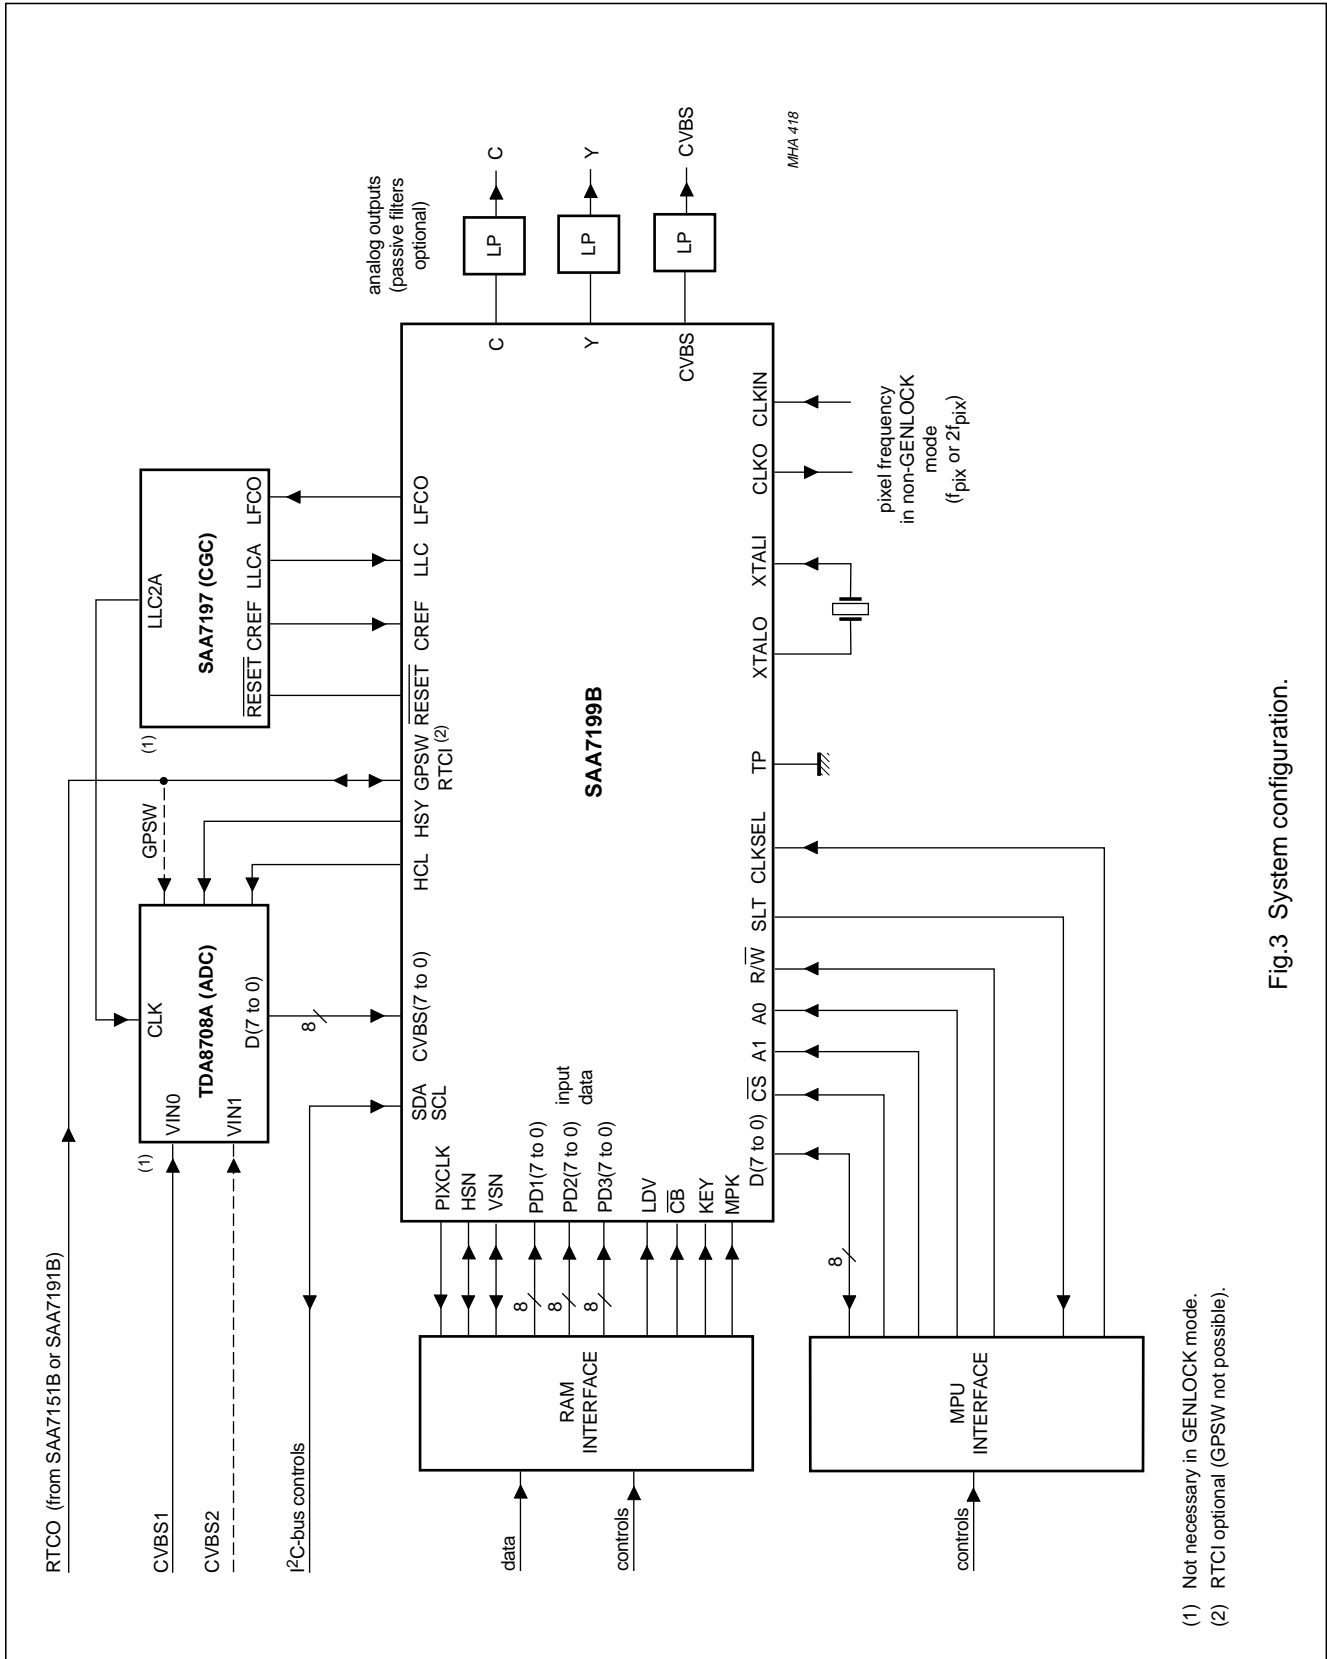 RTCO (from SAA7151B or SAA7191B)
CVBS1
CVBS2
I2C-bus controls
(1)
VIN0
VIN1
CLK
TDA8708A (ADC)
D(7 to 0)
GPSW
(1)
LLC2A
SAA7197 (CGC)
RESET CREF LLCA LFCO
8
SDA
SCL
CVBS(7 to 0)
HCL
HSY
GPSW
RTCI (2)
RESET
CREF
LLC
LFCO
analog outputs
(passive filters
optional)
C
LP
C
Y
LP
Y
CVBS
LP
CVBS
MHA 418
SAA7199B
data
controls
RAM
INTERFACE
PIXCLK
HSN
VSN
8
PD1(7 to 0)
8
PD2(7 to 0)
8
PD3(7 to 0)
input
data
LDV
CB
KEY
MPK
D(7 to 0)
CS
A1
A0
R/W
SLT
CLKSEL
TP
XTALO
XTALI
CLKO
CLKIN
pixel frequency
in non-GENLOCK
mode
(fpix or 2fpix)
8
controls
MPU
INTERFACE
(1) Not necessary in GENLOCK mode.
(2) RTCI optional (GPSW not possible).
Fig.3 System configuration.